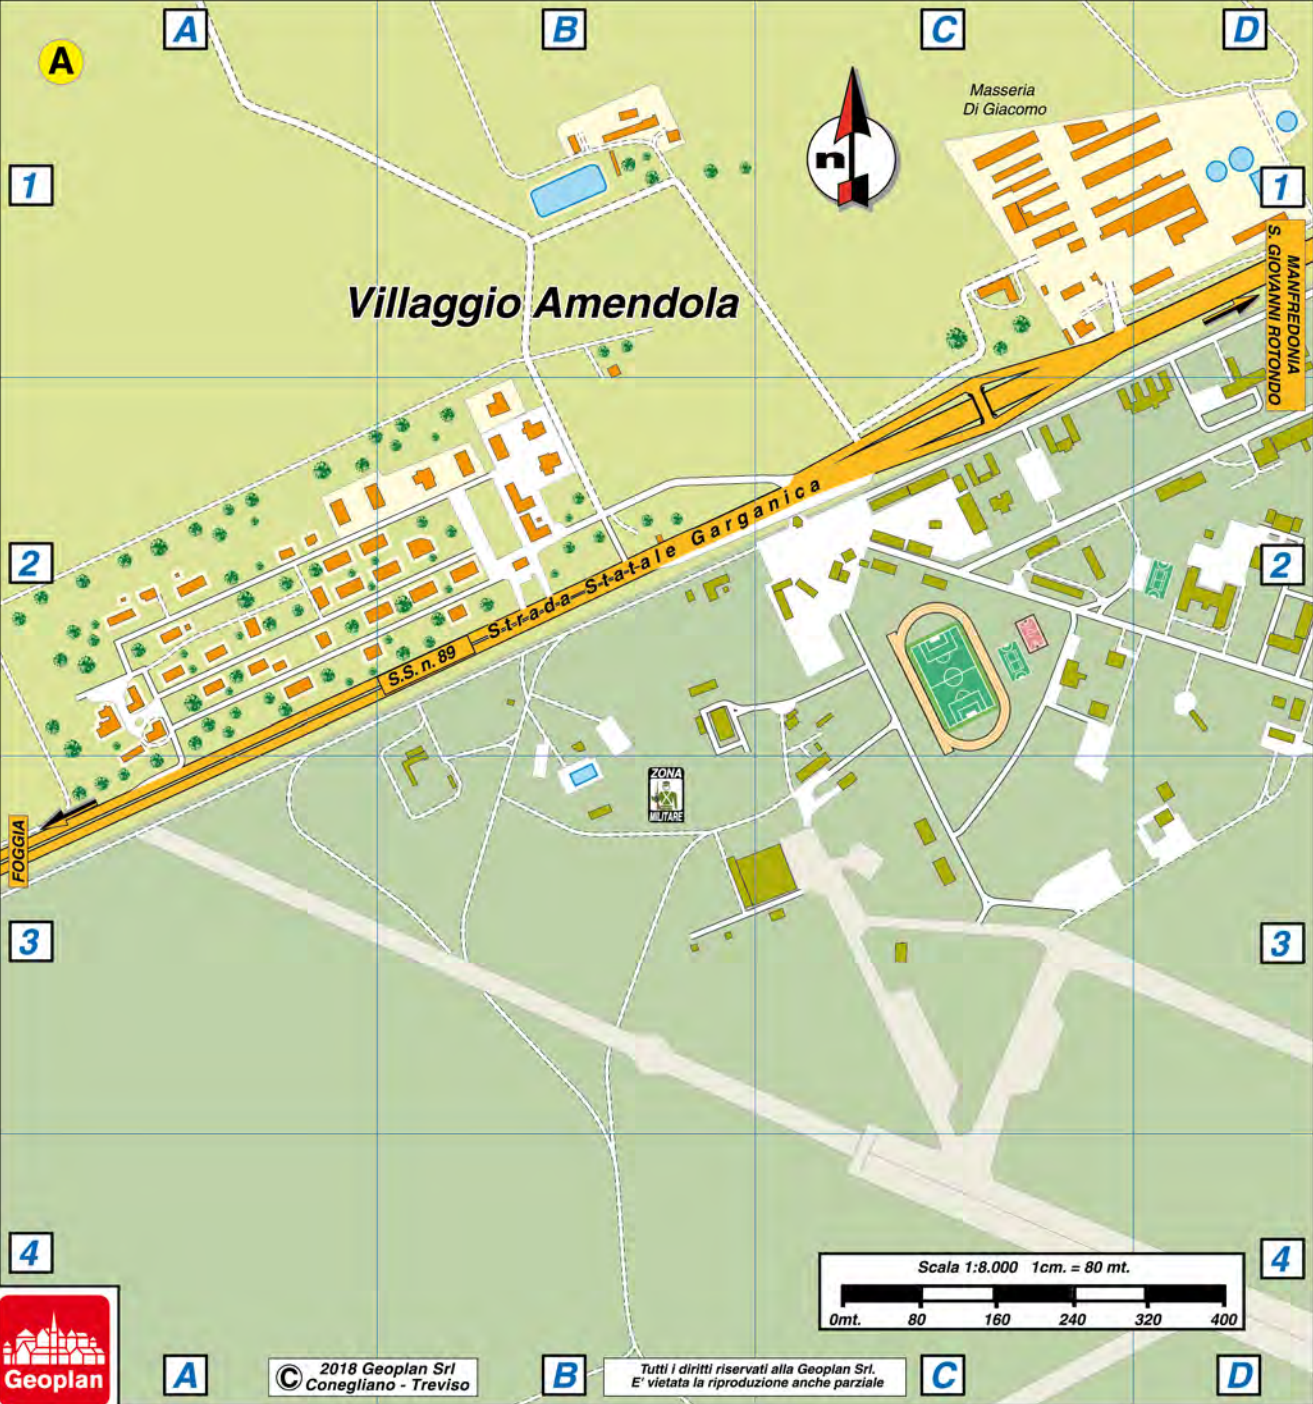 A
B
C
D
A
Masseria
Di Giacomo
n
1
1
Villaggio Amendola
MANFREDONIA
S. GIOVANNI ROTONDO
2
2
Strada Statale Garganica
S.S. n. 89
ZONA
MILITARE
FOGGIA
3
3
4
4
Scala 1:8.000 1cm. = 80 mt.
0mt. 80 160 240 320 400
Geoplan
A
© 2018 Geoplan Srl
Conegliano - Treviso
B
Tutti i diritti riservati alla Geoplan Srl.
E' vietata la riproduzione anche parziale
C
D